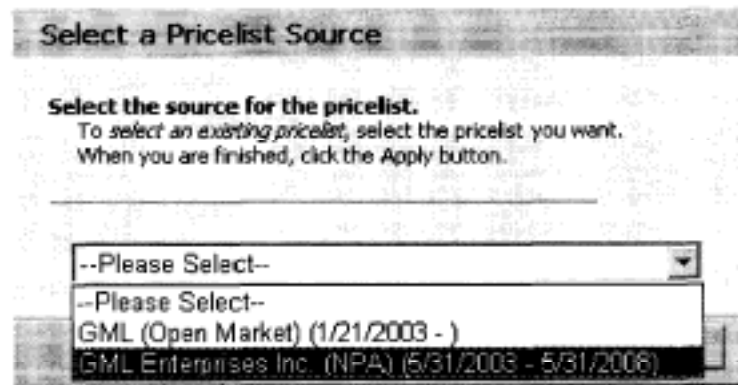 Select a Pricelist Source
Select the source for the pricelist.
To select an existing pricelist, select the pricelist you want.
When you are finished, click the Apply button.
--Please Select--
--Please Select--
GML (Open Market) (1/21/2003 - )
GML Enterprises Inc. (NPA) (5/31/2003 - 5/31/2008)